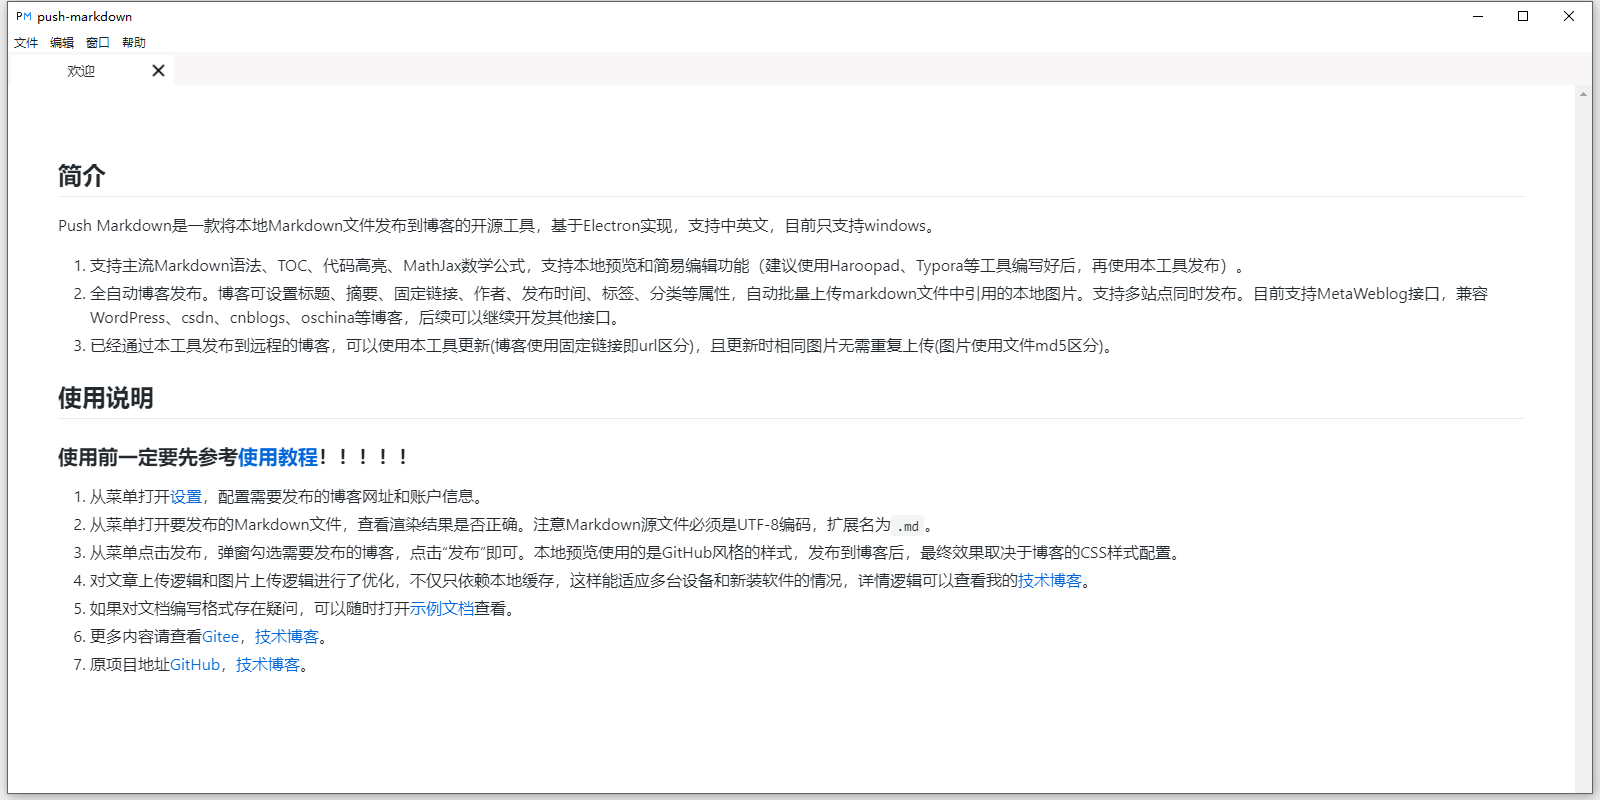 PM push-markdown
文件 编辑 窗口 帮助
欢迎
简介
Push Markdown是一款将本地Markdown文件发布到博客的开源工具，基于Electron实现，支持中英文，目前只支持windows。
1. 支持主流Markdown语法、TOC、代码高亮、MathJax数学公式，支持本地预览和简易编辑功能（建议使用Haroopad、Typora等工具编写好后，再使用本工具发布）。
2. 全自动博客发布。博客可设置标题、摘要、固定链接、作者、发布时间、标签、分类等属性，自动批量上传markdown文件中引用的本地图片。支持多站点同时发布。目前支持MetaWeblog接口，兼容
WordPress、csdn、cnblogs、oschina等博客，后续可以继续开发其他接口。
3. 已经通过本工具发布到远程的博客，可以使用本工具更新(博客使用固定链接即url区分)，且更新时相同图片无需重复上传(图片使用文件md5区分)。
使用说明
使用前一定要先参考使用教程！！！！！
1. 从菜单打开设置，配置需要发布的博客网址和账户信息。
2. 从菜单打开要发布的Markdown文件，查看渲染结果是否正确。注意Markdown源文件必须是UTF-8编码，扩展名为 .md 。
3. 从菜单点击发布，弹窗勾选需要发布的博客，点击“发布”即可。本地预览使用的是GitHub风格的样式，发布到博客后，最终效果取决于博客的CSS样式配置。
4. 对文章上传逻辑和图片上传逻辑进行了优化，不仅只依赖本地缓存，这样能适应多台设备和新装软件的情况，详情逻辑可以查看我的技术博客。
5. 如果对文档编写格式存在疑问，可以随时打开示例文档查看。
6. 更多内容请查看Gitee，技术博客。
7. 原项目地址GitHub，技术博客。